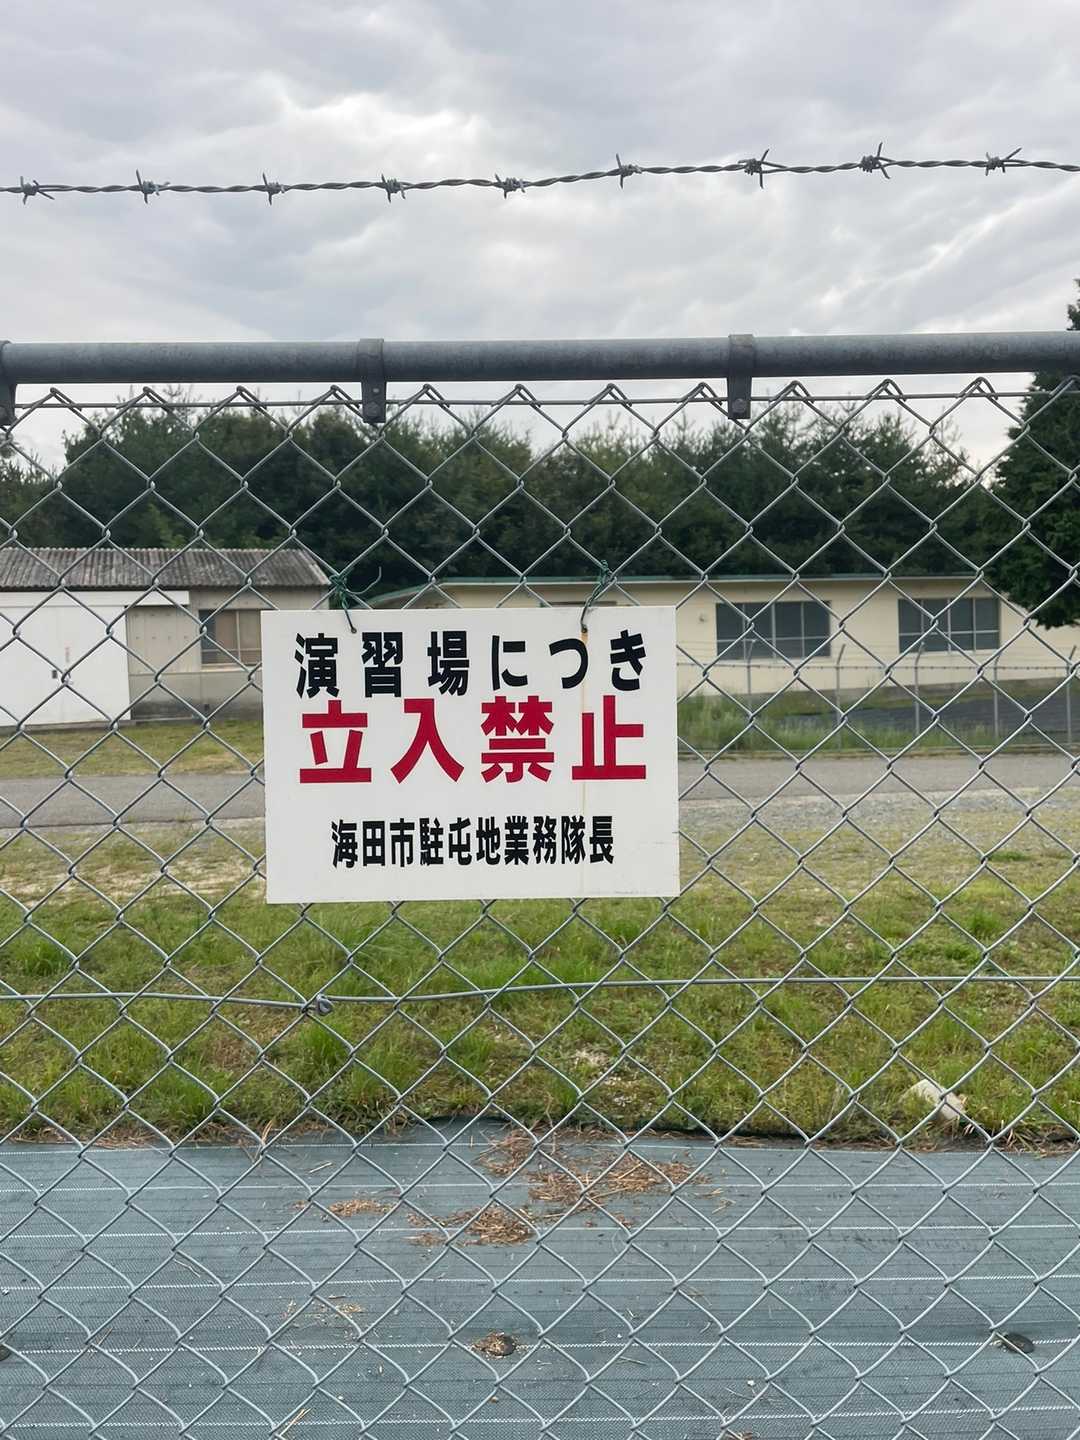 演習場につき
立入禁止
海田市駐屯地業務隊長